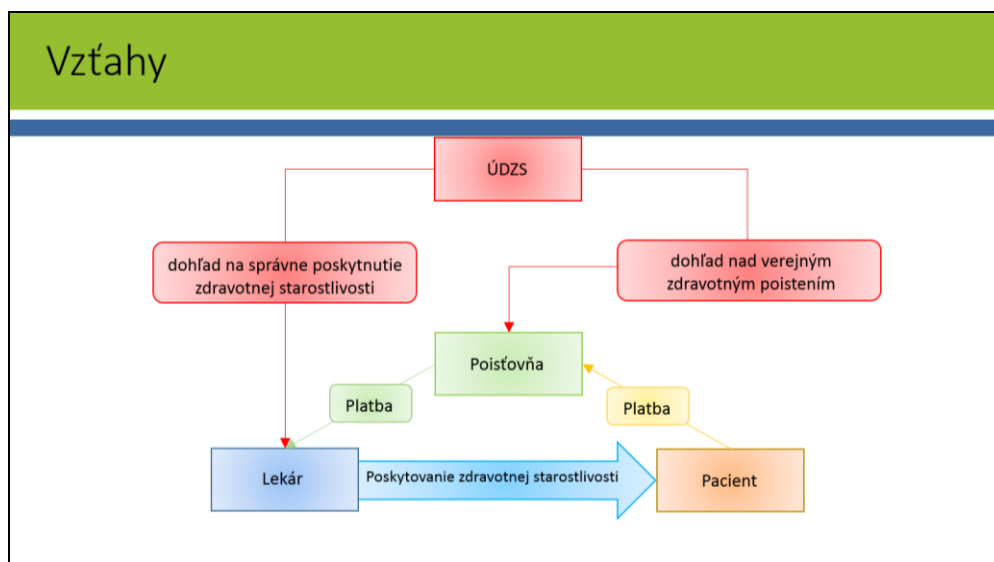 Vzťahy
ÚDZS
dohľad na správne poskytnutie
zdravotnej starostlivosti
dohľad nad verejným
zdravotným poistením
Poisťovňa
Platba
Platba
Lekár
Poskytovanie zdravotnej starostlivosti
Pacient